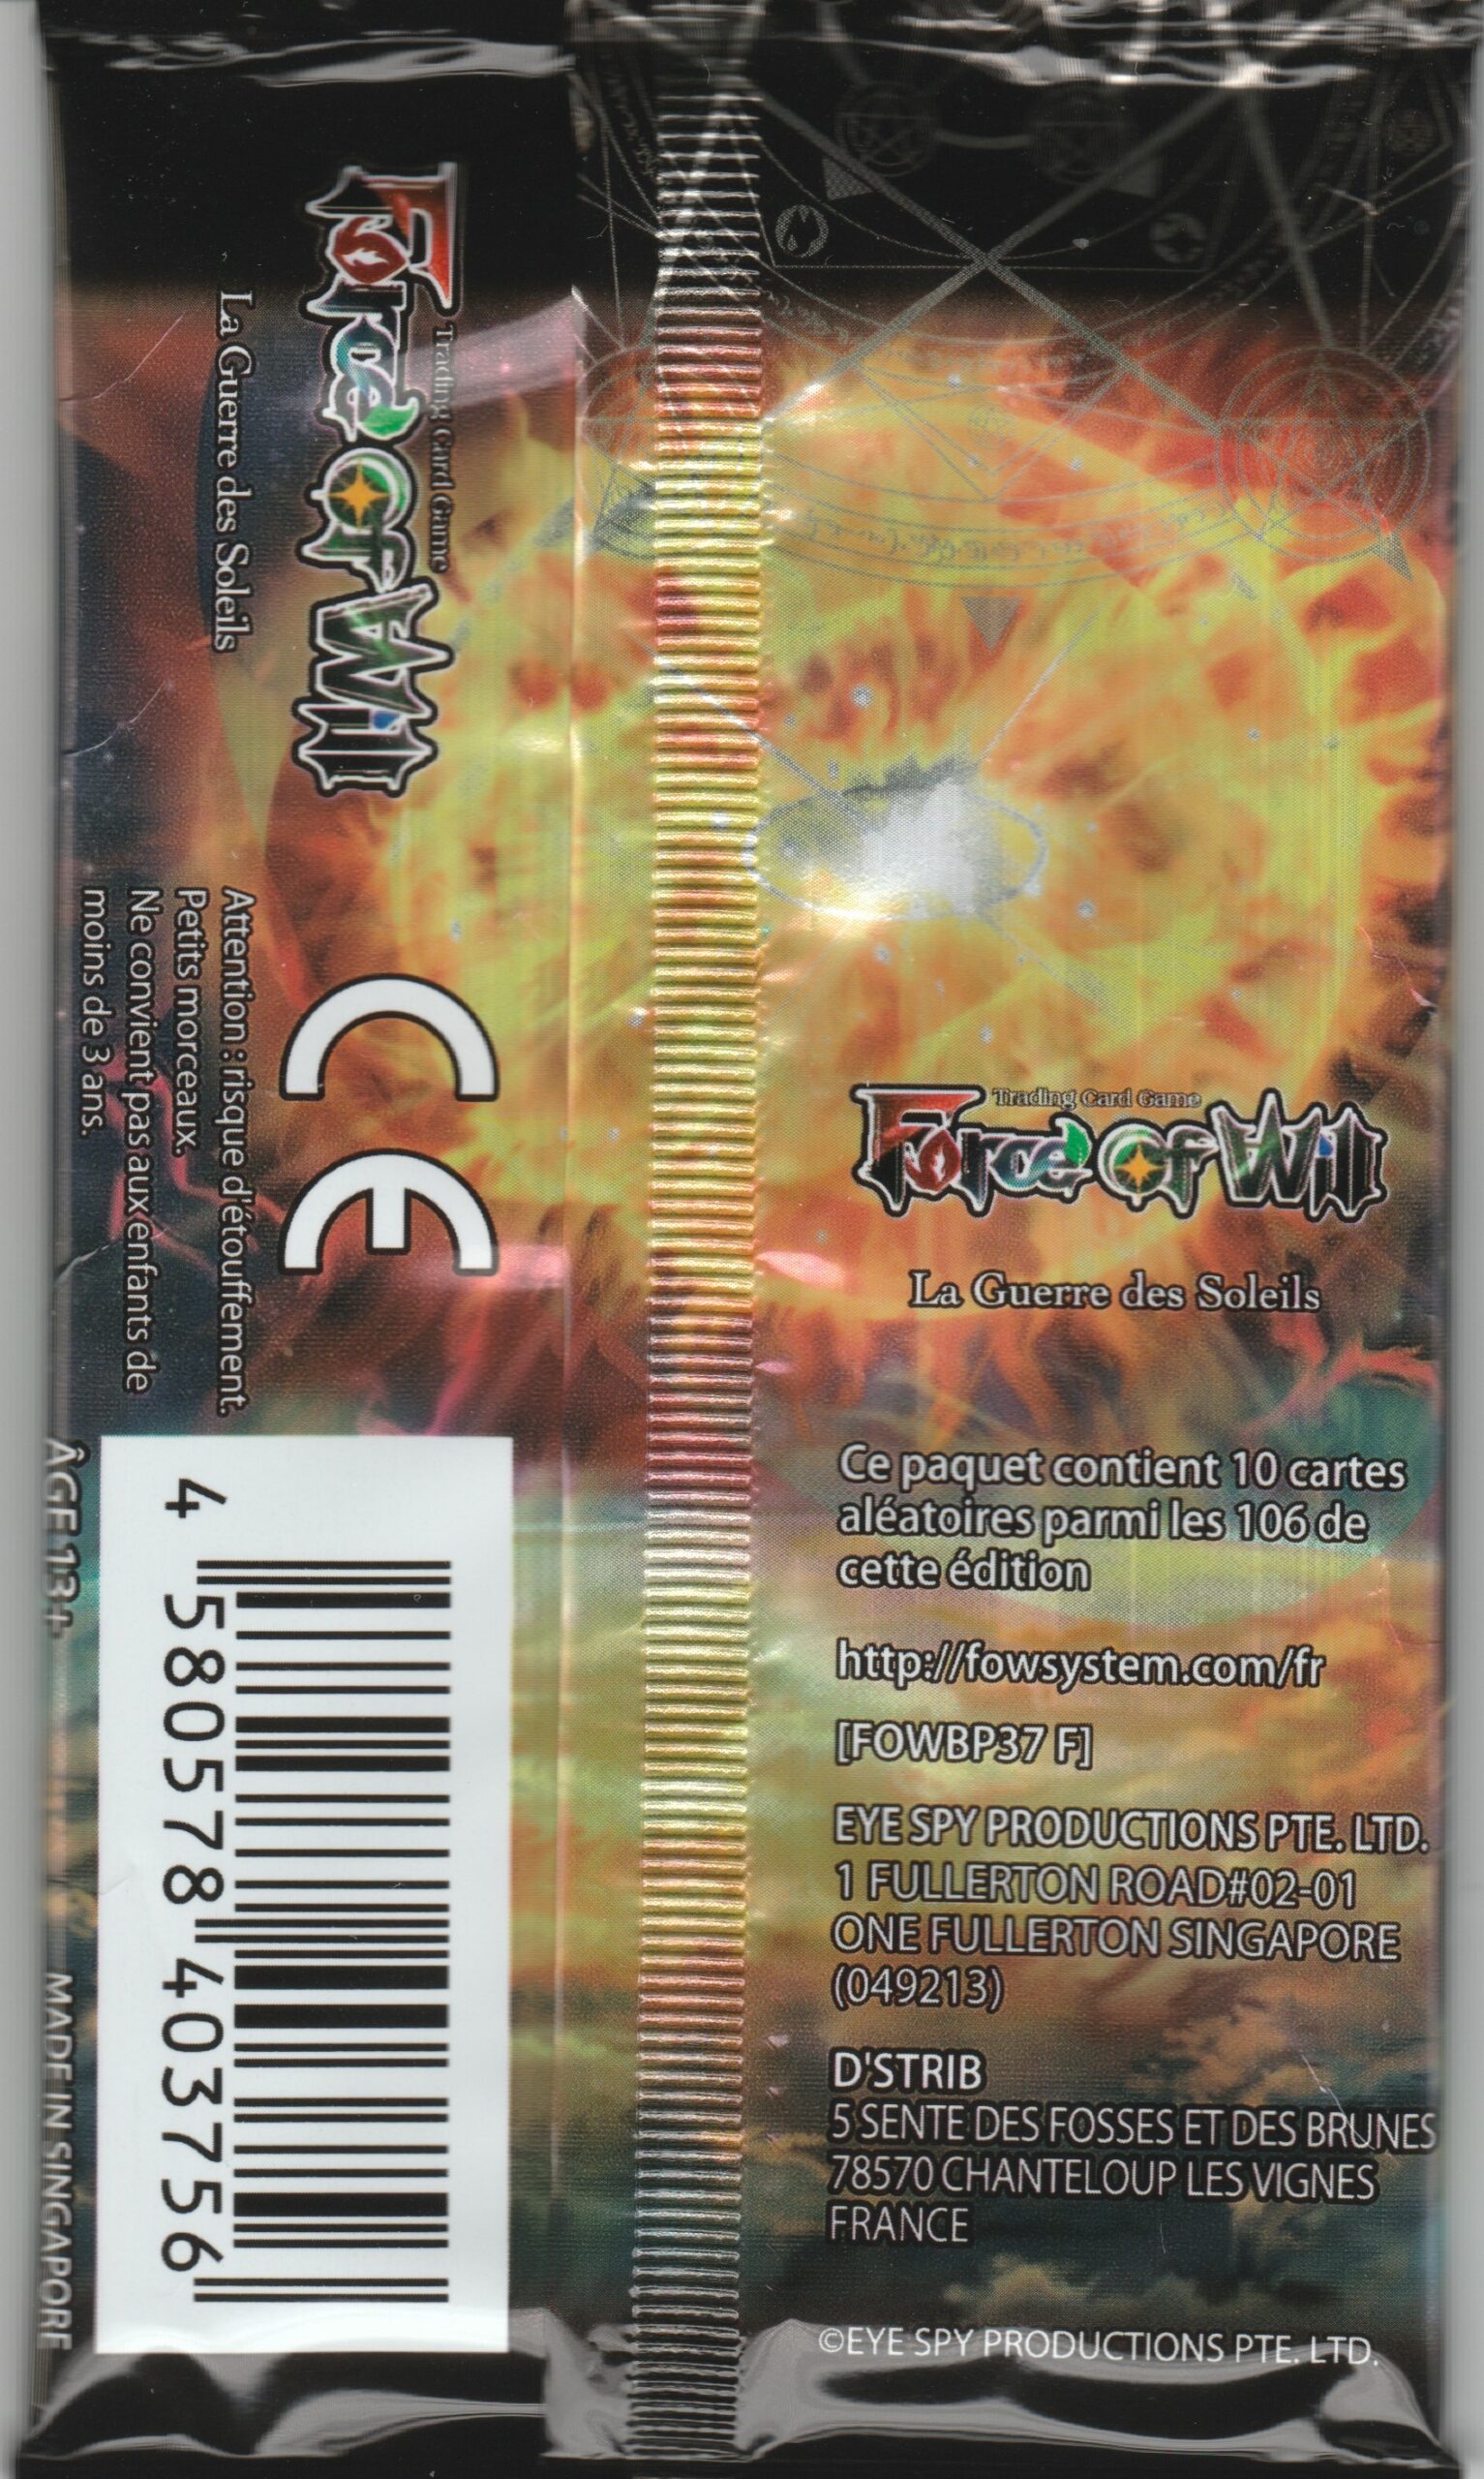 Trading Card Game
Force Of Will
La Guerre des Soleils
Attention : risque d'étouffement.
Petits morceaux.
Ne convient pas aux enfants de
moins de 3 ans.
CE
ÂGE 13+
MADE IN SINGAPORE
4 580578 403756
Trading Card Game
Force Of Will
La Guerre des Soleils
Ce paquet contient 10 cartes
aléatoires parmi les 106 de
cette édition
http://fowsystem.com/fr
[FOWBP37 F]
EYE SPY PRODUCTIONS PTE. LTD.
1 FULLERTON ROAD#02-01
ONE FULLERTON SINGAPORE
(049213)
D'STRIB
5 SENTE DES FOSSES ET DES BRUNES
78570 CHANTELOUP LES VIGNES
FRANCE
©EYE SPY PRODUCTIONS PTE. LTD.